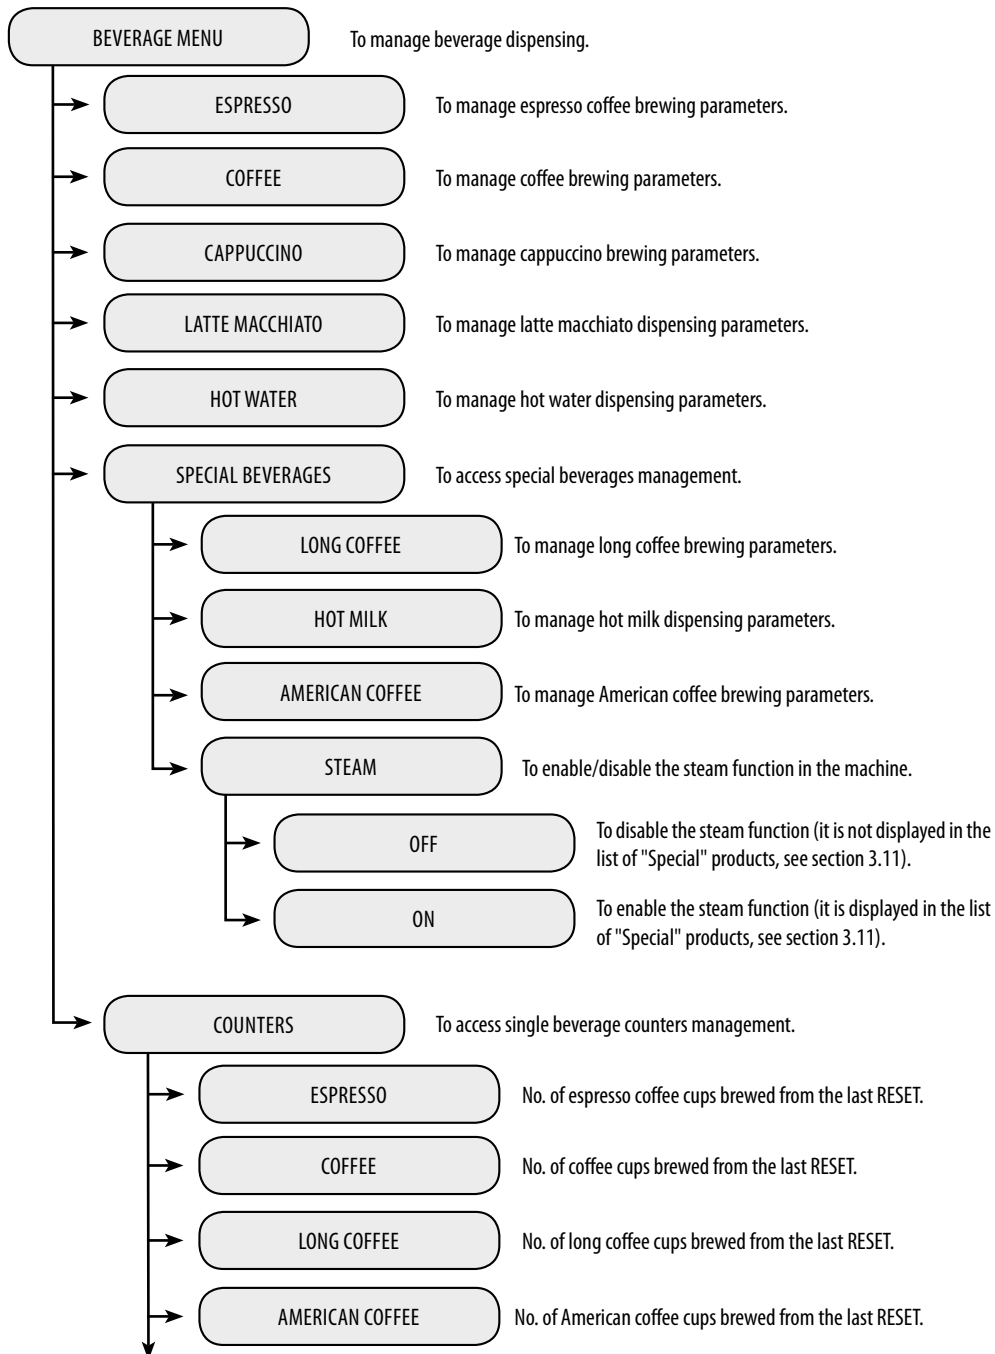 BEVERAGE MENU
To manage beverage dispensing.
ESPRESSO
To manage espresso coffee brewing parameters.
COFFEE
To manage coffee brewing parameters.
CAPPUCCINO
To manage cappuccino brewing parameters.
LATTE MACCHIATO
To manage latte macchiato dispensing parameters.
HOT WATER
To manage hot water dispensing parameters.
SPECIAL BEVERAGES
To access special beverages management.
LONG COFFEE
To manage long coffee brewing parameters.
HOT MILK
To manage hot milk dispensing parameters.
AMERICAN COFFEE
To manage American coffee brewing parameters.
STEAM
To enable/disable the steam function in the machine.
OFF
To disable the steam function (it is not displayed in the
list of "Special" products, see section 3.11).
ON
To enable the steam function (it is displayed in the list
of "Special" products, see section 3.11).
COUNTERS
To access single beverage counters management.
ESPRESSO
No. of espresso coffee cups brewed from the last RESET.
COFFEE
No. of coffee cups brewed from the last RESET.
LONG COFFEE
No. of long coffee cups brewed from the last RESET.
AMERICAN COFFEE
No. of American coffee cups brewed from the last RESET.